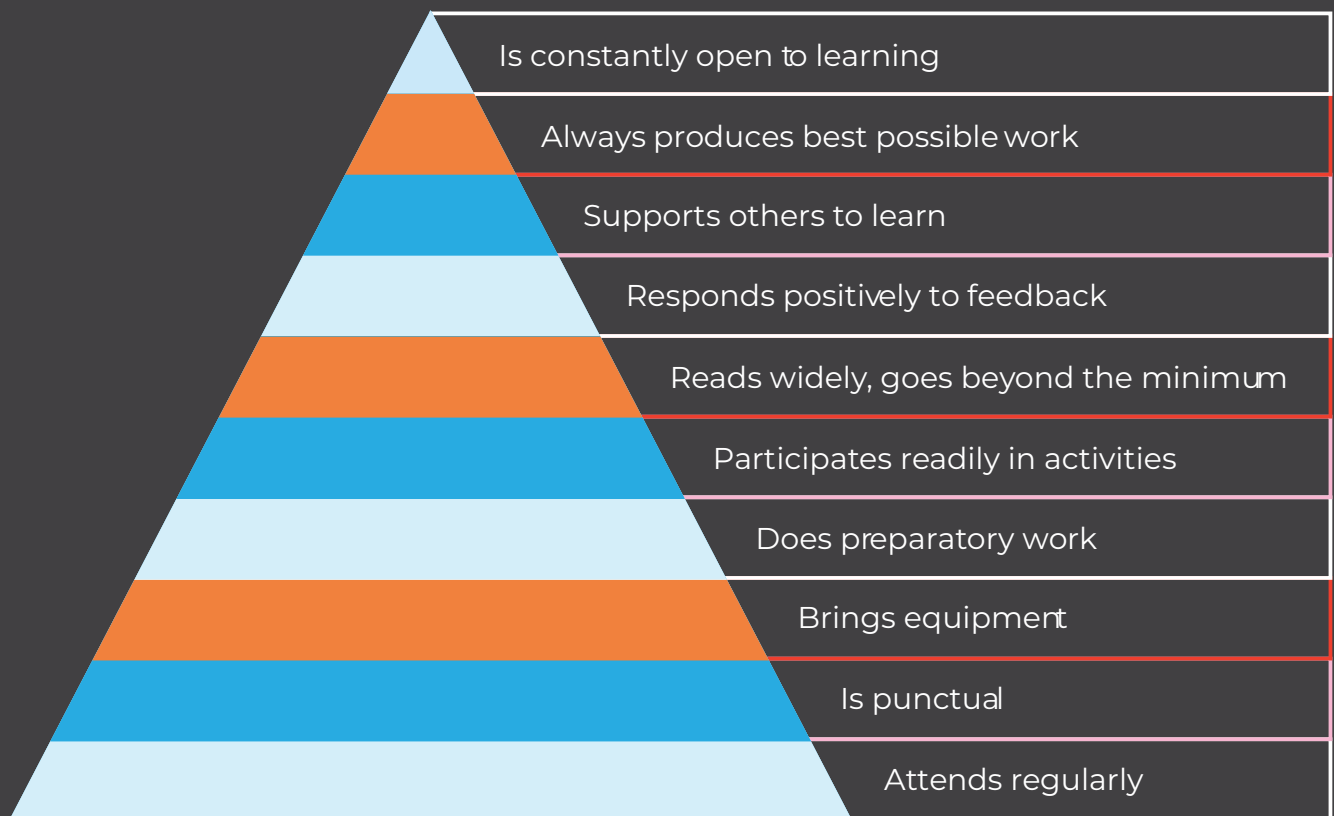 Is constantly open to learning
Always produces best possible work
Supports others to learn
Responds positively to feedback
Reads widely, goes beyond the minimum
Participates readily in activities
Does preparatory work
Brings equipment
Is punctual
Attends regularly